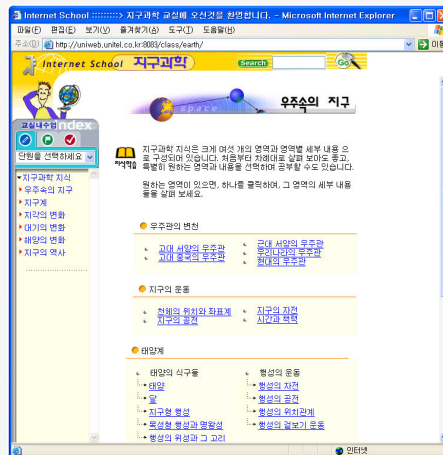 Internet School ::::::::::> 지구과학 교실에 오신것을 환영합니다. - Microsoft Internet Explorer
파일(F) 편집(E) 보기(V) 즐겨찾기(A) 도구(T) 도움말(H)
주소(D) http://uniweb.unitel.co.kr:8083/class/earth/ 이동
Internet School 지구과학 Search Go
space 우주속의 지구
교실내수업 Index
단원을 선택하세요
지구과학 지식
우주속의 지구
지구계
지각의 변화
대기의 변화
해양의 변화
지구의 역사
지식학습
지구과학 지식은 크게 여섯 개의 영역과 영역별 세부 내용으
로 구성되어 있습니다. 처음부터 차례대로 살펴 보아도 좋고,
특별히 원하는 영역과 내용을 선택하여 공부할 수도 있습니다.
원하는 영역이 있으면, 하나를 클릭하여, 그 영역의 세부 내용
들을 살펴 보세요.
우주관의 변천
고대 서양의 우주관 근대 서양의 우주관
고대 중국의 우주관 우리나라의 우주관
현대의 우주관
지구의 운동
천체의 위치와 좌표계 지구의 자전
지구의 공전 시간과 책력
태양계
태양의 식구들 행성의 운동
태양 행성의 자전
달 행성의 공전
지구형 행성 행성의 위치관계
목성형 행성과 명왕성 행성의 겉보기 운동
행성의 위성과 그 고리
인터넷